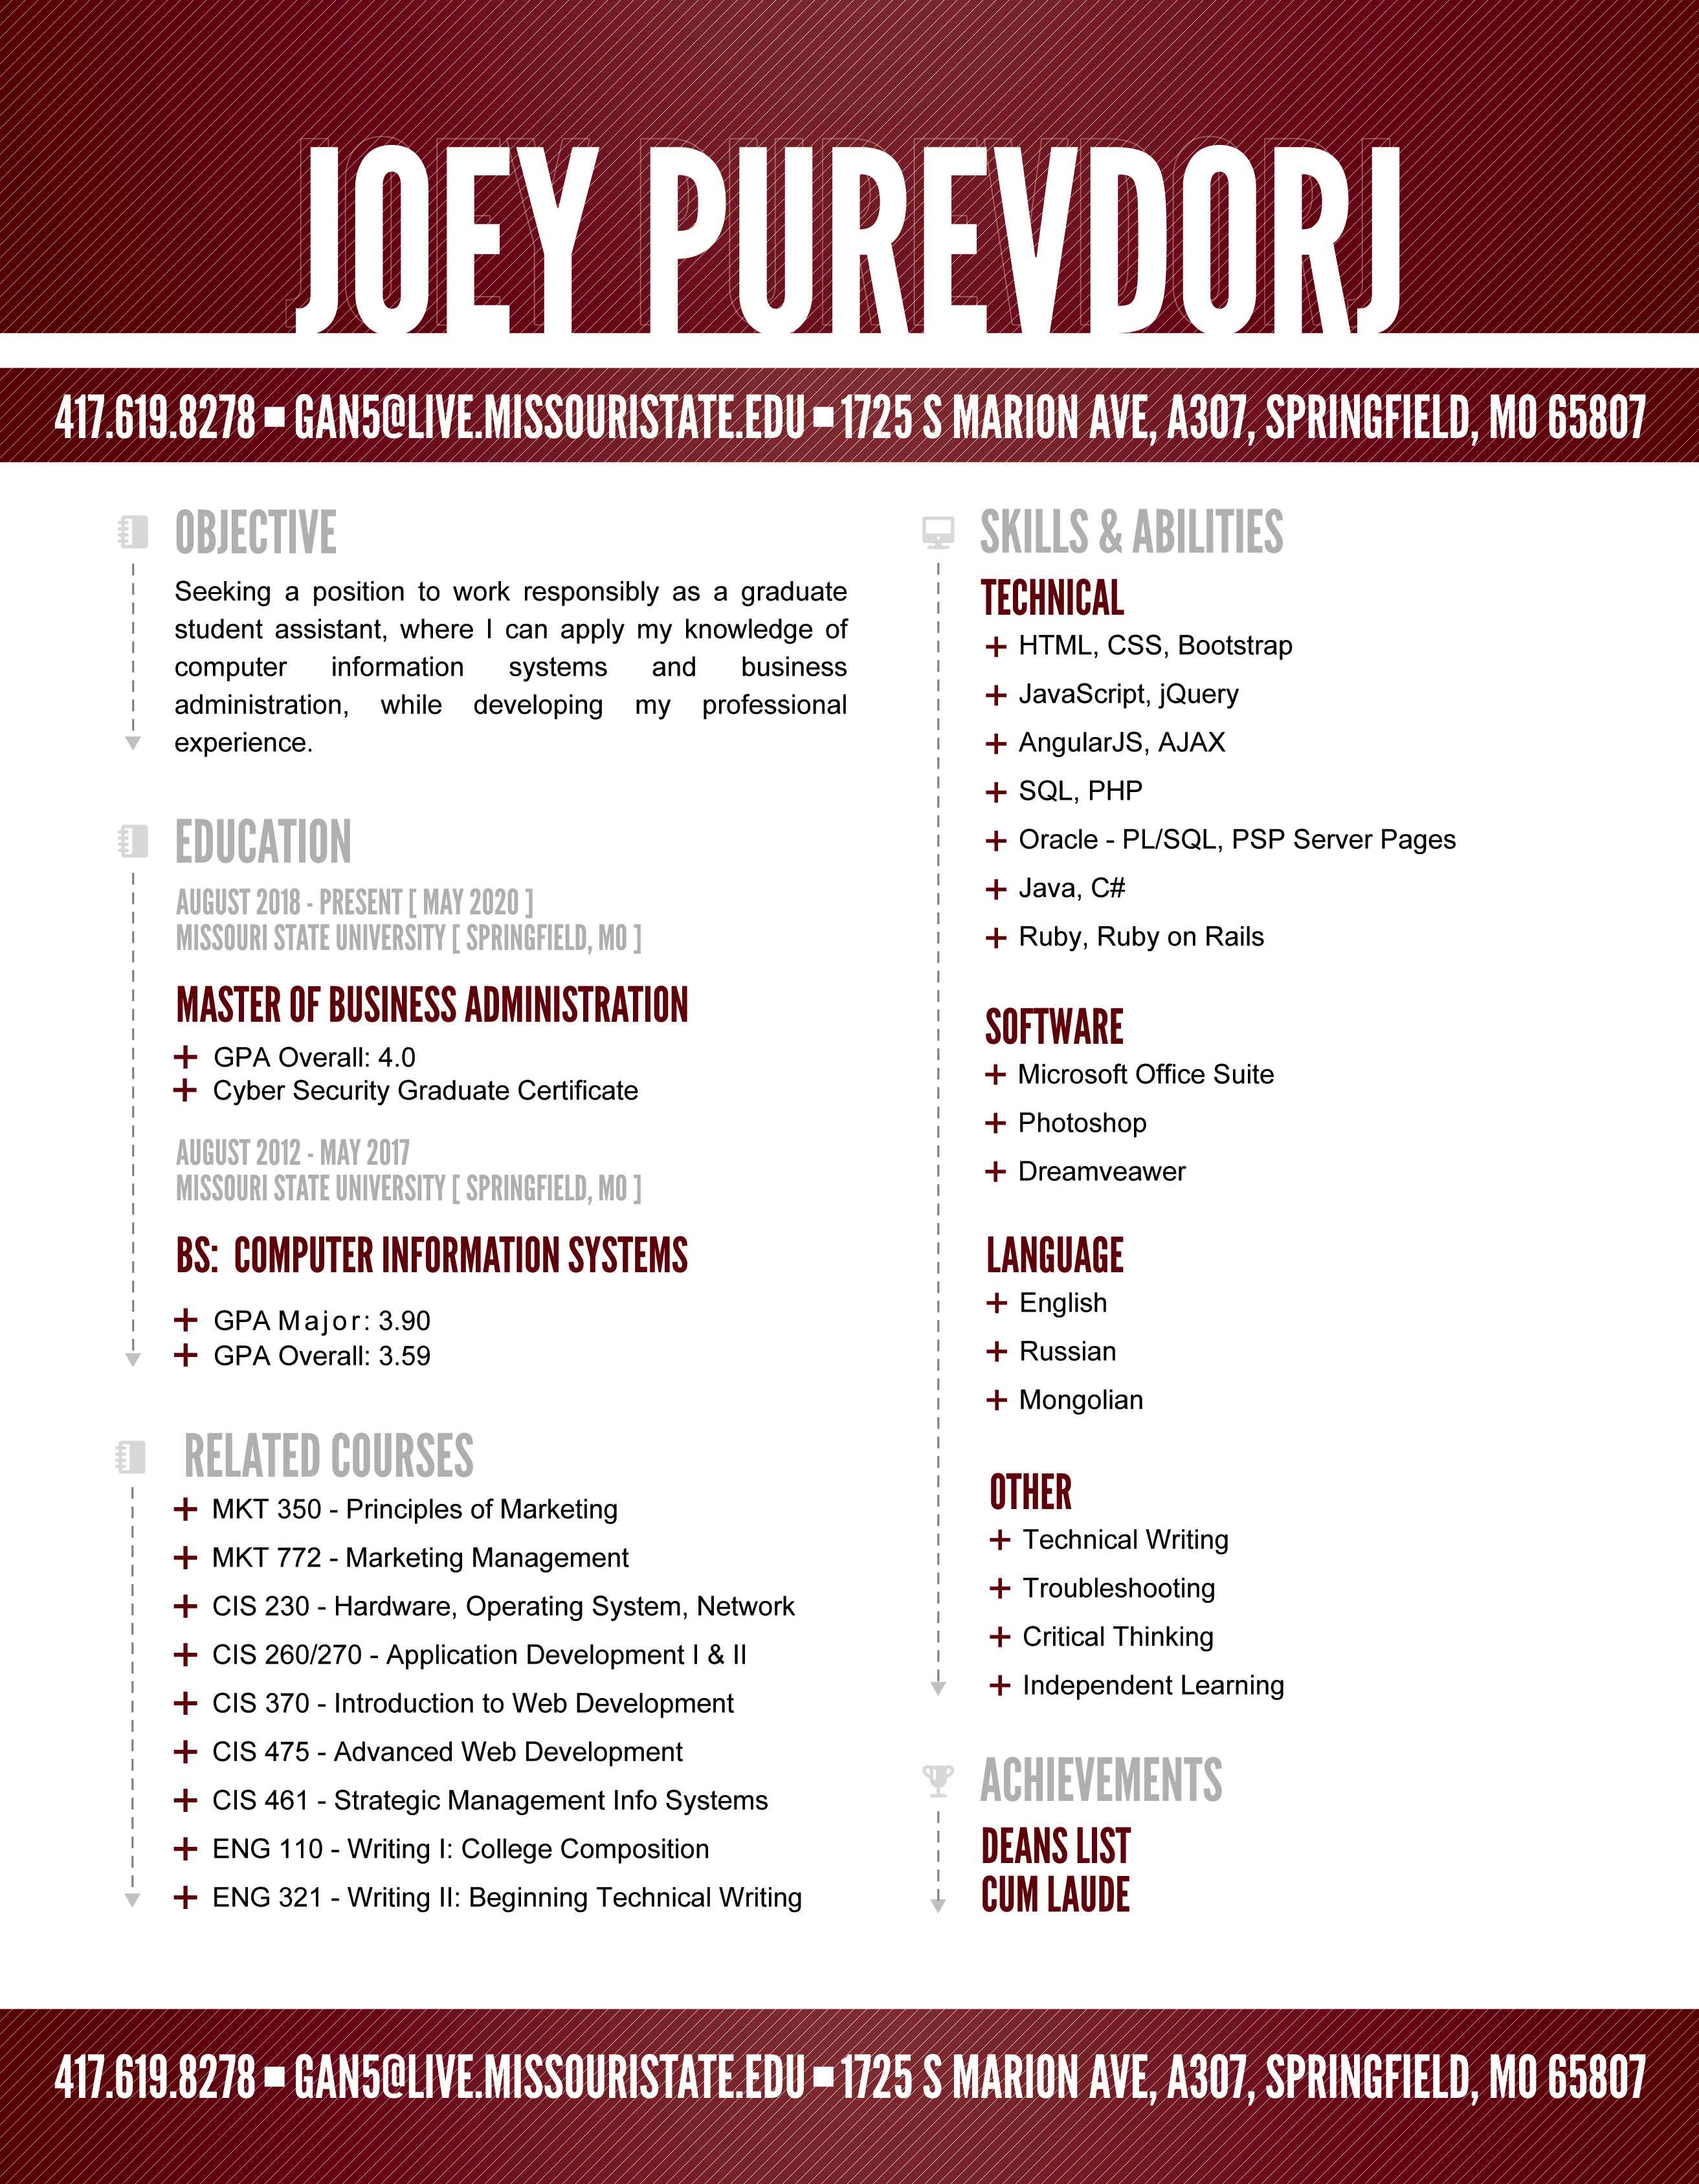 JOEY PUREVDORJ
417.619.8278 ▪ GAN5@LIVE.MISSOURISTATE.EDU ▪ 1725 S MARION AVE, A307, SPRINGFIELD, MO 65807
OBJECTIVE
Seeking a position to work responsibly as a graduate
student assistant, where I can apply my knowledge of
computer information systems and business
administration, while developing my professional
experience.
EDUCATION
AUGUST 2018 - PRESENT [ MAY 2020 ]
MISSOURI STATE UNIVERSITY [ SPRINGFIELD, MO ]
MASTER OF BUSINESS ADMINISTRATION
+ GPA Overall: 4.0
+ Cyber Security Graduate Certificate
AUGUST 2012 - MAY 2017
MISSOURI STATE UNIVERSITY [ SPRINGFIELD, MO ]
BS: COMPUTER INFORMATION SYSTEMS
+ GPA Major: 3.90
+ GPA Overall: 3.59
RELATED COURSES
+ MKT 350 - Principles of Marketing
+ MKT 772 - Marketing Management
+ CIS 230 - Hardware, Operating System, Network
+ CIS 260/270 - Application Development I & II
+ CIS 370 - Introduction to Web Development
+ CIS 475 - Advanced Web Development
+ CIS 461 - Strategic Management Info Systems
+ ENG 110 - Writing I: College Composition
+ ENG 321 - Writing II: Beginning Technical Writing
SKILLS & ABILITIES
TECHNICAL
+ HTML, CSS, Bootstrap
+ JavaScript, jQuery
+ AngularJS, AJAX
+ SQL, PHP
+ Oracle - PL/SQL, PSP Server Pages
+ Java, C#
+ Ruby, Ruby on Rails
SOFTWARE
+ Microsoft Office Suite
+ Photoshop
+ Dreamveawer
LANGUAGE
+ English
+ Russian
+ Mongolian
OTHER
+ Technical Writing
+ Troubleshooting
+ Critical Thinking
+ Independent Learning
ACHIEVEMENTS
DEANS LIST
CUM LAUDE
417.619.8278 ▪ GAN5@LIVE.MISSOURISTATE.EDU ▪ 1725 S MARION AVE, A307, SPRINGFIELD, MO 65807